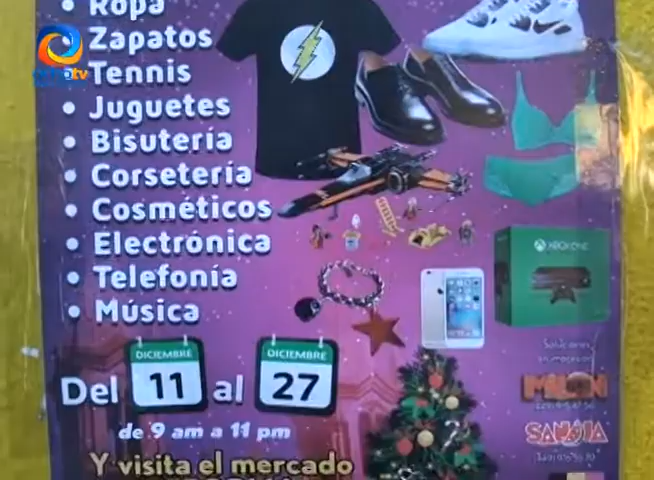 • Ropa
• Zapatos
• Tennis
• Juguetes
• Bisutería
• Corsetería
• Cosméticos
• Electrónica
• Telefonía
• Música
XBOX ONE
DICIEMBRE DICIEMBRE
Del 11 al 27
de 9 am a 11 pm
Y visita el mercado